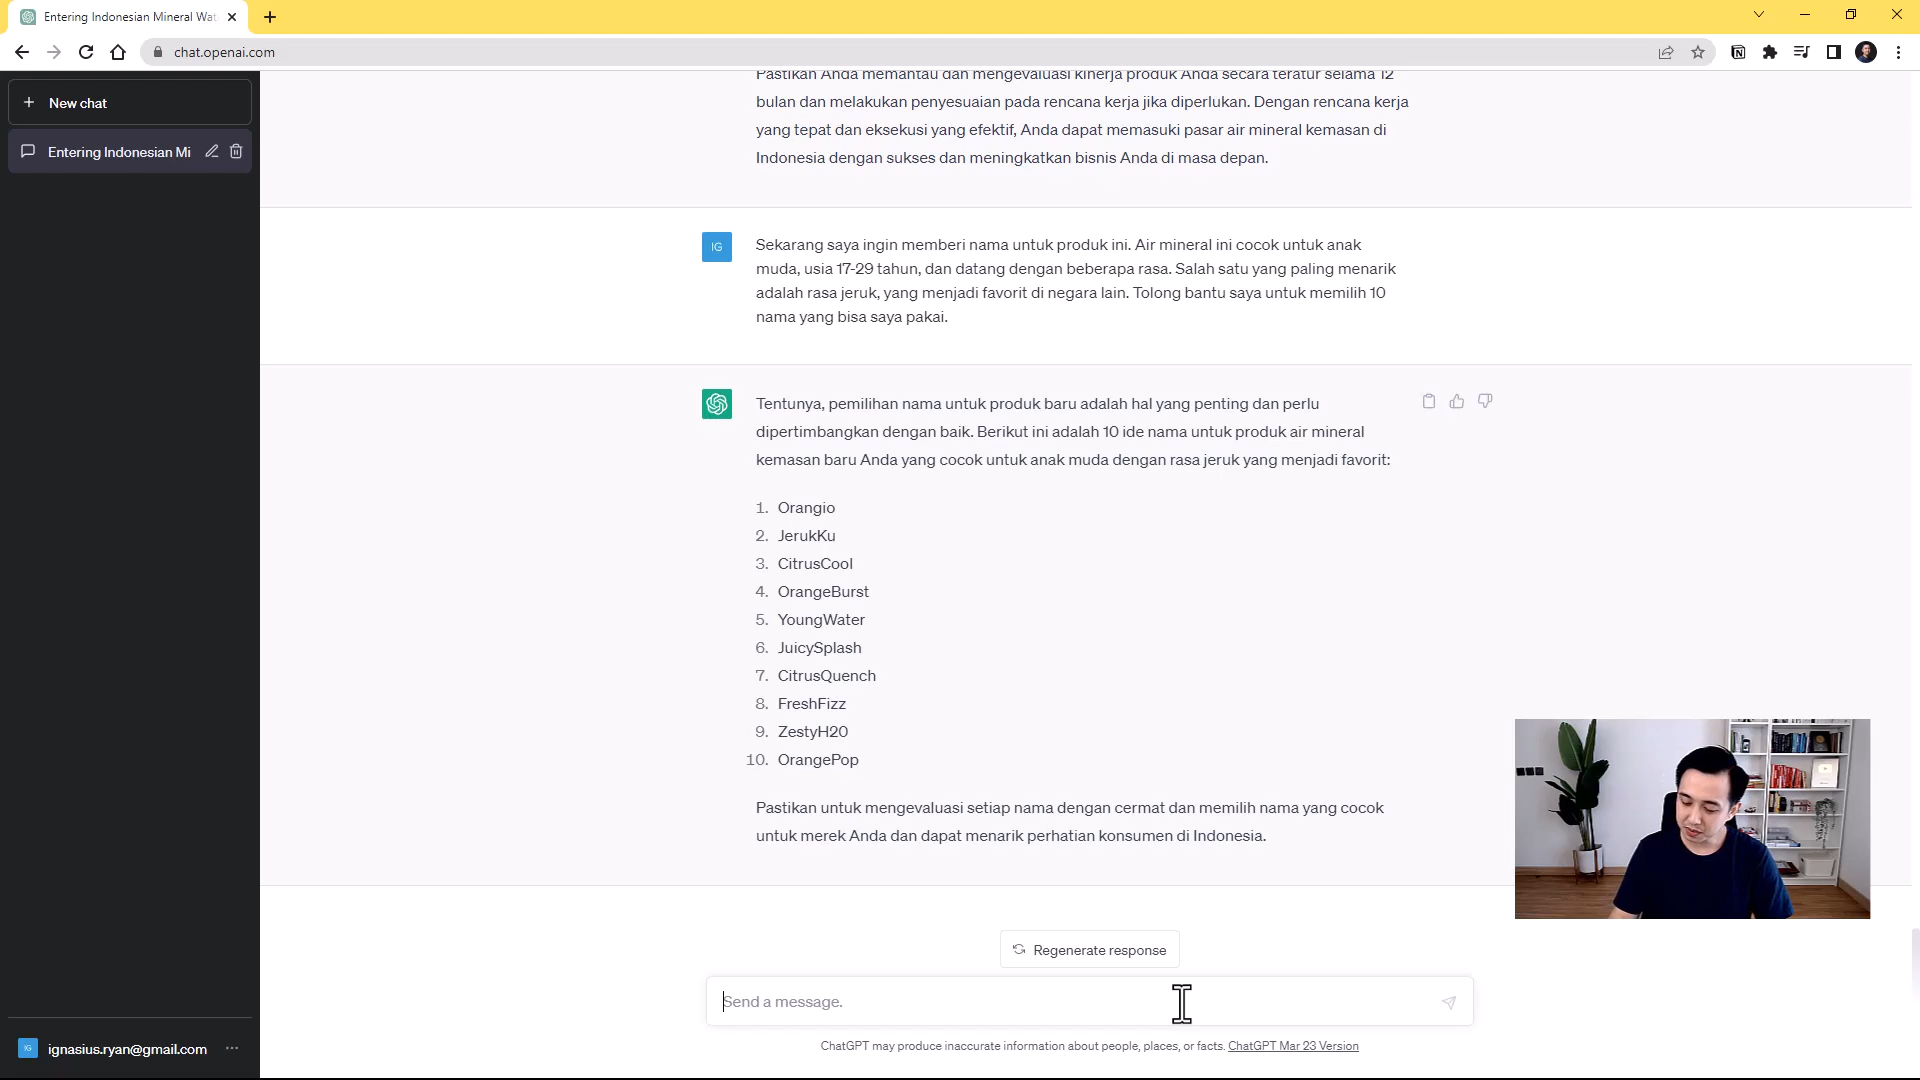 Entering Indonesian Mineral Wat
chat.openai.com
New chat
Entering Indonesian Mi
Pastikan Anda memantau dan mengevaluasi kinerja produk Anda secara teratur selama 12
bulan dan melakukan penyesuaian pada rencana kerja jika diperlukan. Dengan rencana kerja
yang tepat dan eksekusi yang efektif, Anda dapat memasuki pasar air mineral kemasan di
Indonesia dengan sukses dan meningkatkan bisnis Anda di masa depan.
IG
Sekarang saya ingin memberi nama untuk produk ini. Air mineral ini cocok untuk anak
muda, usia 17-29 tahun, dan datang dengan beberapa rasa. Salah satu yang paling menarik
adalah rasa jeruk, yang menjadi favorit di negara lain. Tolong bantu saya untuk memilih 10
nama yang bisa saya pakai.
Tentunya, pemilihan nama untuk produk baru adalah hal yang penting dan perlu
dipertimbangkan dengan baik. Berikut ini adalah 10 ide nama untuk produk air mineral
kemasan baru Anda yang cocok untuk anak muda dengan rasa jeruk yang menjadi favorit:
1. Orangio
2. JerukKu
3. CitrusCool
4. OrangeBurst
5. YoungWater
6. JuicySplash
7. CitrusQuench
8. FreshFizz
9. ZestyH20
10. OrangePop
Pastikan untuk mengevaluasi setiap nama dengan cermat dan memilih nama yang cocok
untuk merek Anda dan dapat menarik perhatian konsumen di Indonesia.
Regenerate response
Send a message.
ChatGPT may produce inaccurate information about people, places, or facts. ChatGPT Mar 23 Version
IG
ignasius.ryan@gmail.com